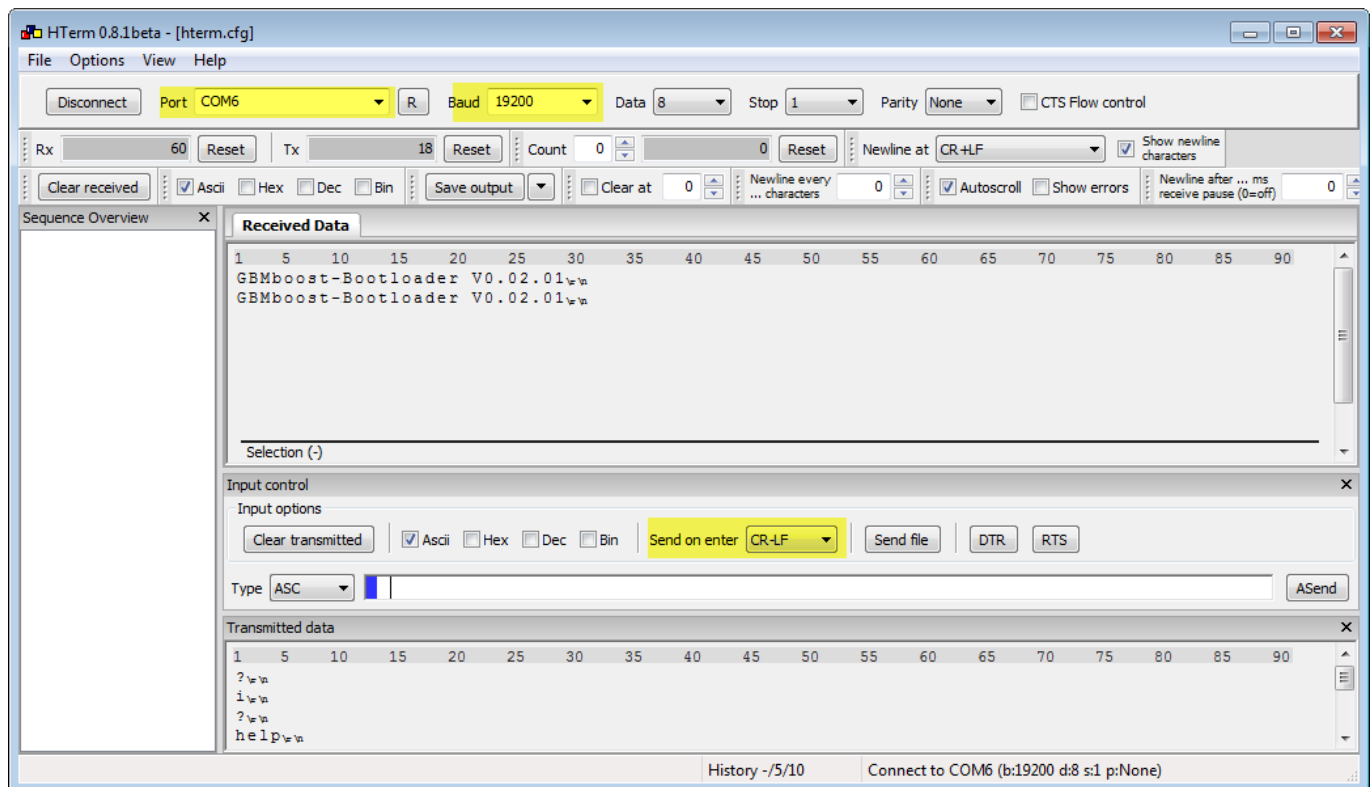 HTerm 0.8.1beta - [hterm.cfg]
File Options View Help
Disconnect Port COM6 R Baud 19200 Data 8 Stop 1 Parity None CTS Flow control
Rx 60 Reset Tx 18 Reset Count 0 0 Reset Newline at CR+LF Show newline characters
Clear received Ascii Hex Dec Bin Save output Clear at 0 Newline every ... characters 0 Autoscroll Show errors Newline after ... ms receive pause (0=off) 0
Sequence Overview
Received Data
1 5 10 15 20 25 30 35 40 45 50 55 60 65 70 75 80 85 90
GBMboost-Bootloader V0.02.01\r\n
GBMboost-Bootloader V0.02.01\r\n
Selection (-)
Input control
Input options
Clear transmitted Ascii Hex Dec Bin Send on enter CR-LF Send file DTR RTS
Type ASC ASend
Transmitted data
1 5 10 15 20 25 30 35 40 45 50 55 60 65 70 75 80 85 90
?\r\n
i\r\n
?\r\n
help\r\n
History -/5/10 Connect to COM6 (b:19200 d:8 s:1 p:None)